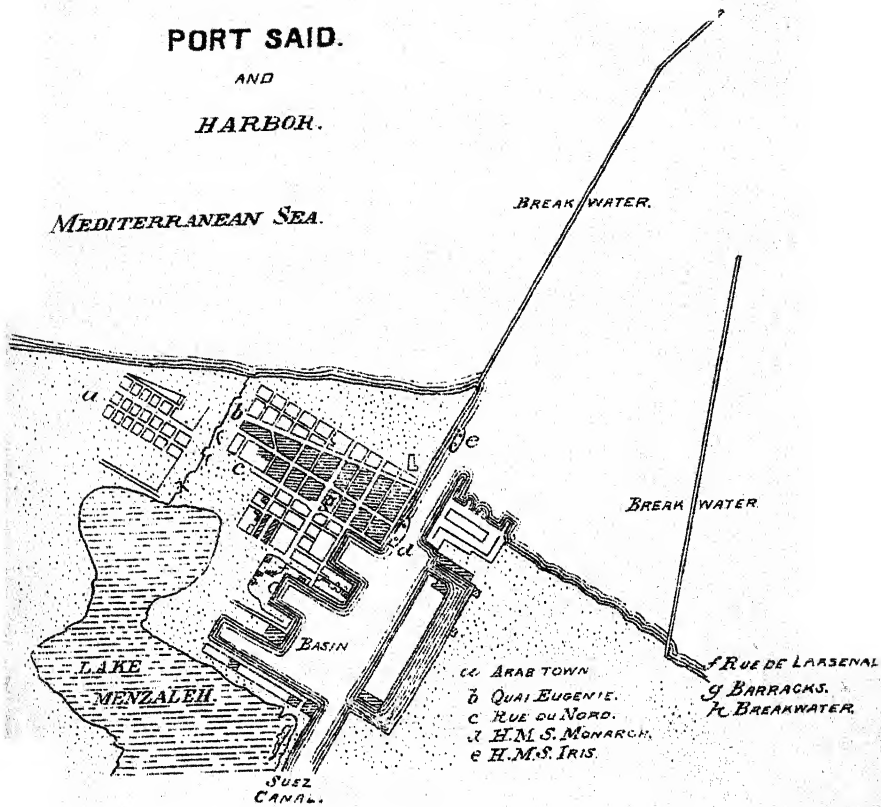 PORT SAID.
AND
HARBOR.
MEDITERRANEAN SEA.
BREAK WATER.
BREAK WATER
a
b
c
d
e
BASIN
LAKE
MENZALEH.
SUEZ
CANAL.
a ARAB TOWN
b QUAI EUGENIE.
c RUE DU NORD.
d H.M.S. MONARCH.
e H.M.S. IRIS.
f RUE DE LARSENAL
g BARRACKS.
h BREAKWATER.